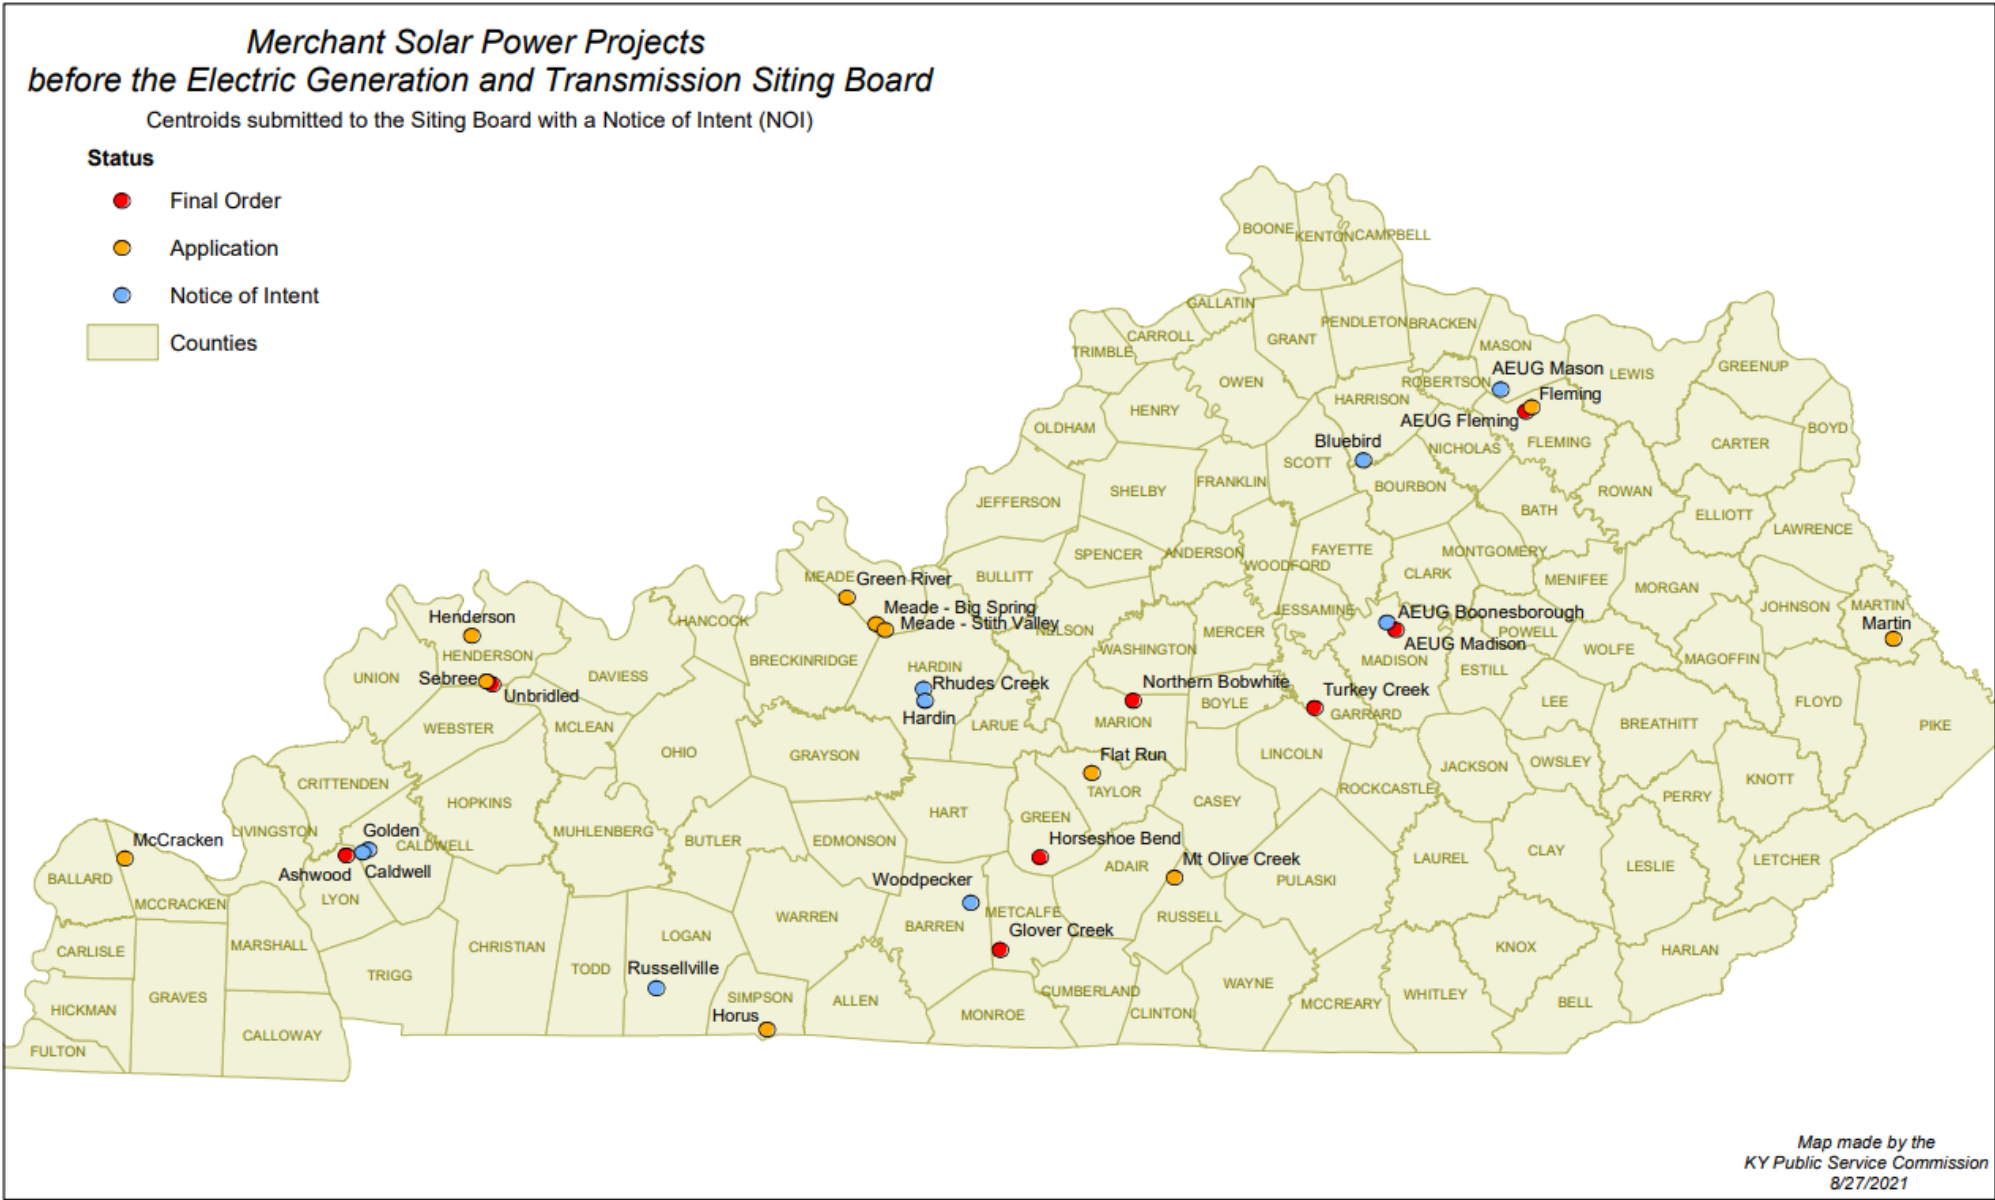 Merchant Solar Power Projects
before the Electric Generation and Transmission Siting Board
Centroids submitted to the Siting Board with a Notice of Intent (NOI)
Status
Final Order
Application
Notice of Intent
Counties
BOONE
KENTON
CAMPBELL
GALLATIN
CARROLL
TRIMBLE
GRANT
PENDLETON
BRACKEN
MASON
AEUG Mason
ROBERTSON
LEWIS
GREENUP
OWEN
HENRY
HARRISON
Fleming
AEUG Fleming
OLDHAM
Bluebird
NICHOLAS
FLEMING
CARTER
BOYD
SCOTT
SHELBY
FRANKLIN
BOURBON
JEFFERSON
ROWAN
BATH
ELLIOTT
LAWRENCE
SPENCER
ANDERSON
WOODFORD
FAYETTE
MONTGOMERY
CLARK
MENIFEE
MORGAN
MEADE
Green River
BULLITT
JOHNSON
MARTIN
Martin
Henderson
HENDERSON
HANCOCK
Meade - Big Spring
Meade - Stith Valley
NELSON
JESSAMINE
AEUG Boonesborough
AEUG Madison
POWELL
MERCER
WASHINGTON
WOLFE
MAGOFFIN
UNION
Sebree
Unbridled
DAVIESS
BRECKINRIDGE
HARDIN
Rhudes Creek
Hardin
LARUE
Northern Bobwhite
MARION
BOYLE
Turkey Creek
GARRARD
MADISON
ESTILL
LEE
BREATHITT
FLOYD
PIKE
WEBSTER
MCLEAN
OHIO
GRAYSON
Flat Run
TAYLOR
LINCOLN
ROCKCASTLE
JACKSON
OWSLEY
KNOTT
PERRY
CRITTENDEN
HOPKINS
LIVINGSTON
MUHLENBERG
BUTLER
EDMONSON
HART
GREEN
CASEY
McCracken
Golden
CALDWELL
Ashwood
Caldwell
LYON
BALLARD
MCCRACKEN
Horseshoe Bend
ADAIR
Mt Olive Creek
PULASKI
LAUREL
CLAY
LESLIE
LETCHER
Woodpecker
BARREN
METCALFE
Glover Creek
RUSSELL
WARREN
LOGAN
CARLISLE
MARSHALL
CHRISTIAN
TRIGG
TODD
Russellville
SIMPSON
Horus
ALLEN
MONROE
CUMBERLAND
CLINTON
WAYNE
MCCREARY
WHITLEY
KNOX
BELL
HARLAN
HICKMAN
GRAVES
CALLOWAY
FULTON
Map made by the
KY Public Service Commission
8/27/2021